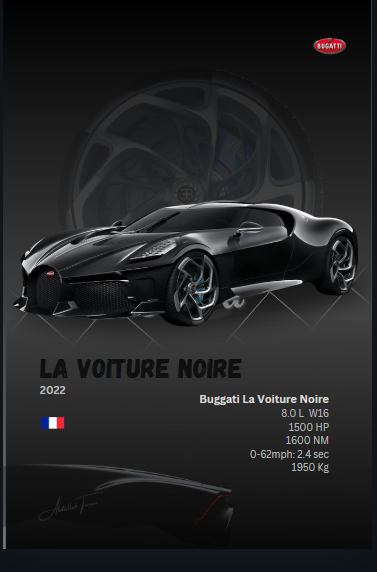 BUGATTI
a
LA VOITURE NOIRE
2022
Buggati La Voiture Noire
8.0 L W16
1500 HP
1600 NM
0-62mph: 2.4 sec
1950 Kg